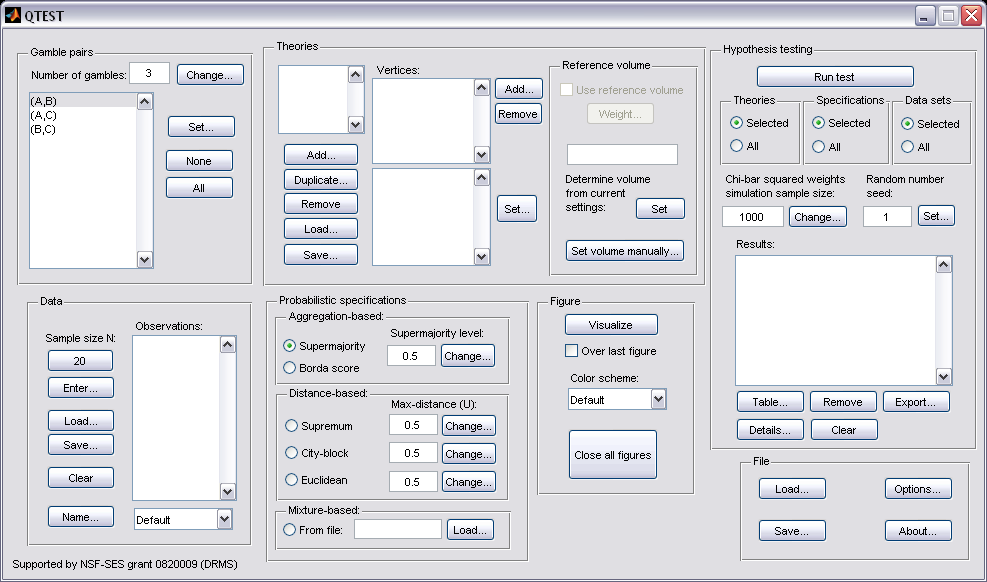 QTEST
Gamble pairs
Number of gambles: 3 Change...
(A,B)
(A,C)
(B,C)
Set...
None
All
Theories
Vertices:
Add...
Remove
Add...
Duplicate...
Remove
Load...
Save...
Set...
Reference volume
Use reference volume
Weight...
Determine volume
from current
settings:
Set
Set volume manually...
Hypothesis testing
Run test
Theories
Selected
All
Specifications
Selected
All
Data sets
Selected
All
Chi-bar squared weights
simulation sample size:
1000 Change...
Random number
seed:
1 Set...
Results:
Table... Remove Export...
Details... Clear
Data
Sample size N:
20
Enter...
Load...
Save...
Clear
Name...
Observations:
Default
Probabilistic specifications
Aggregation-based:
Supermajority
Borda score
Supermajority level:
0.5 Change...
Distance-based:
Max-distance (U):
Supremum 0.5 Change...
City-block 0.5 Change...
Euclidean 0.5 Change...
Mixture-based:
From file: Load...
Figure
Visualize
Over last figure
Color scheme:
Default
Close all figures
File
Load... Options...
Save... About...
Supported by NSF-SES grant 0820009 (DRMS)